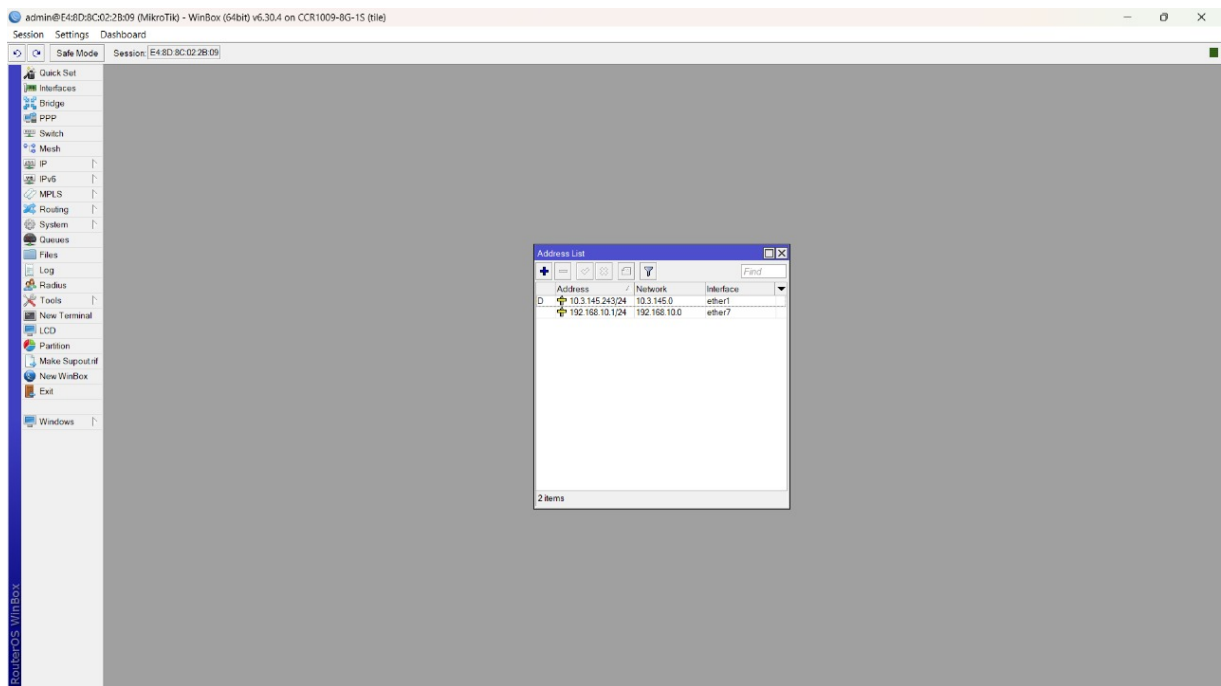 admin@E4:8D:8C:02:2B:09 (MikroTik) - WinBox (64bit) v6.30.4 on CCR1009-8G-1S (tile)
Session Settings Dashboard
Safe Mode Session: E4:8D:8C:02:2B:09
Quick Set
Interfaces
Bridge
PPP
Switch
Mesh
IP
IPv6
MPLS
Routing
System
Queues
Files
Log
Radius
Tools
New Terminal
LCD
Partition
Make Supout.rif
New WinBox
Exit
Windows
RouterOS WinBox
Address List
Find
Address Network Interface
D 10.3.145.243/24 10.3.145.0 ether1
192.168.10.1/24 192.168.10.0 ether7
2 items